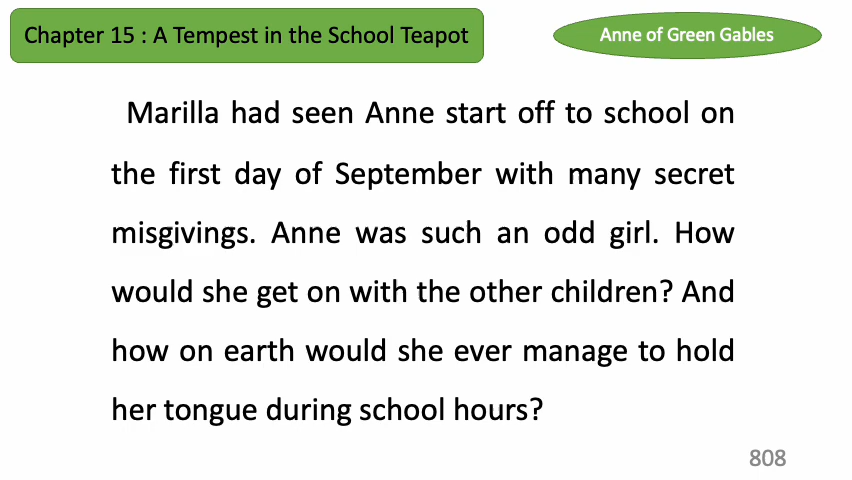 Chapter 15 : A Tempest in the School Teapot
Anne of Green Gables
Marilla had seen Anne start off to school on
the first day of September with many secret
misgivings. Anne was such an odd girl. How
would she get on with the other children? And
how on earth would she ever manage to hold
her tongue during school hours?
808